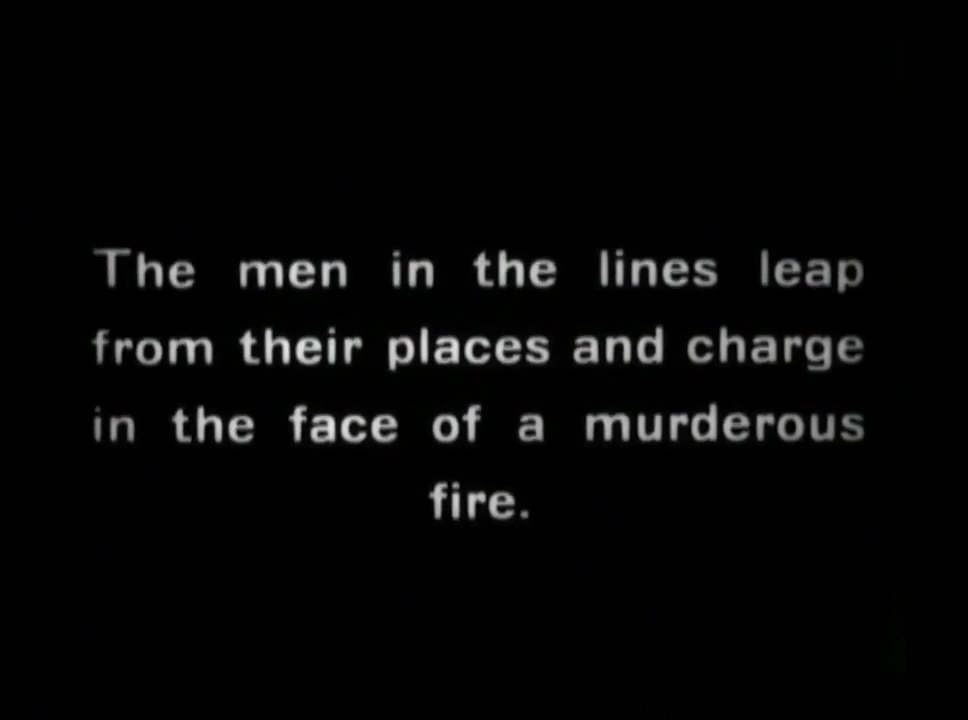 The men in the lines leap
from their places and charge
in the face of a murderous
fire.